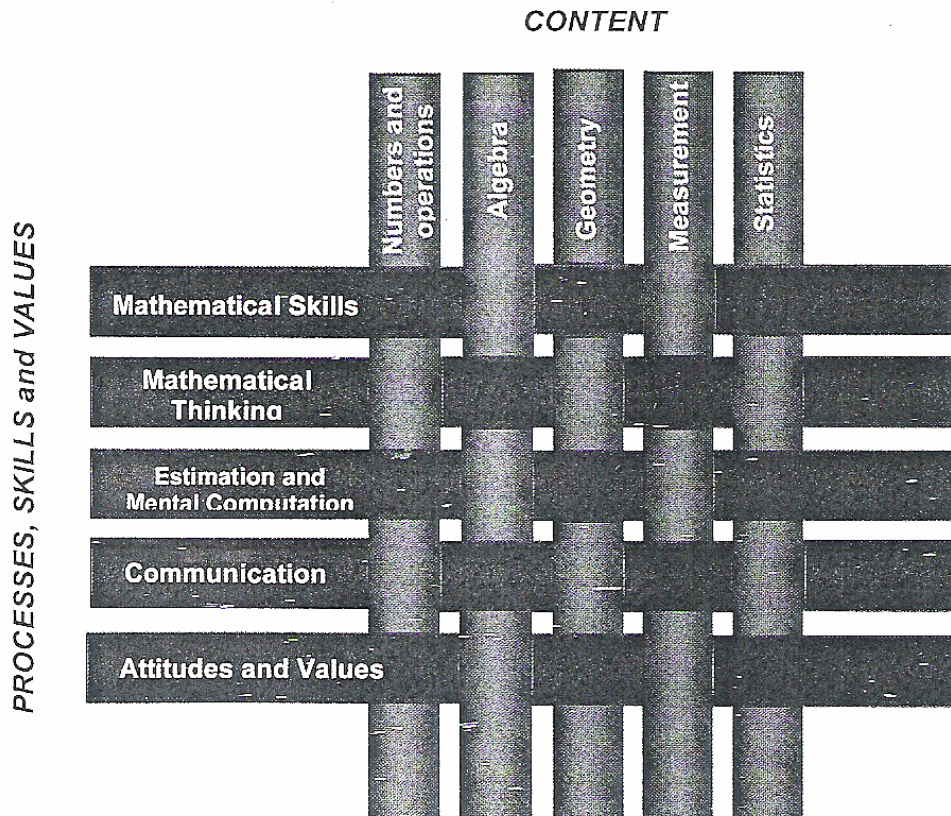 CONTENT
Numbers and
operations
Algebra
Geometry
Measurement
Statistics
PROCESSES, SKILLS and VALUES
Mathematical Skills
Mathematical
Thinking
Estimation and
Mental Computation
Communication
Attitudes and Values